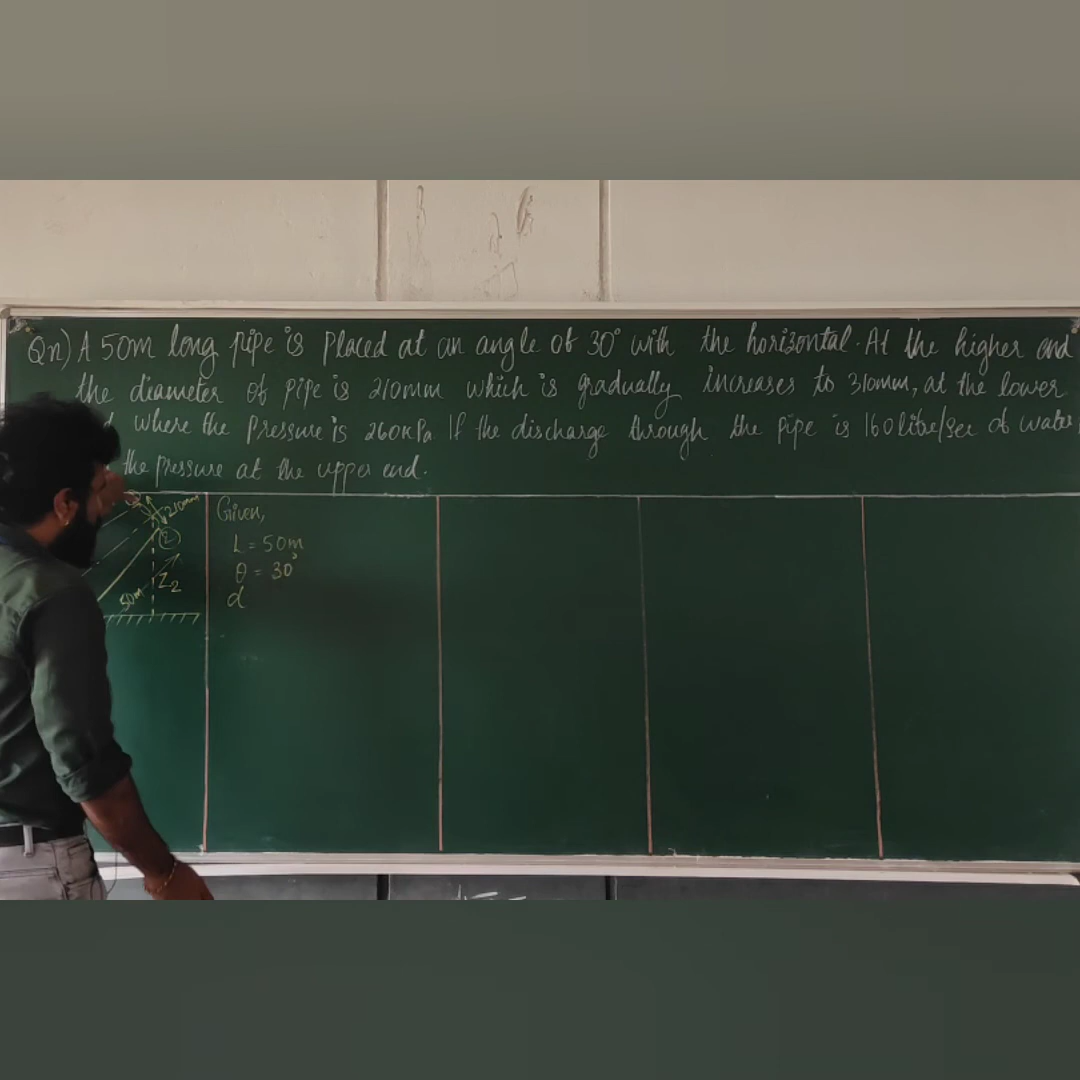 Qn) A 50m long pipe is placed at an angle of 30° with the horizontal. At the higher end
the diameter of pipe is 210mm which is gradually increases to 310mm, at the lower
where the pressure is 260KPa If the discharge through the pipe is 160 litre/sec of water
the pressure at the upper end.
210mm
2
Z2
50m
Given,
L = 50m
θ = 30°
d